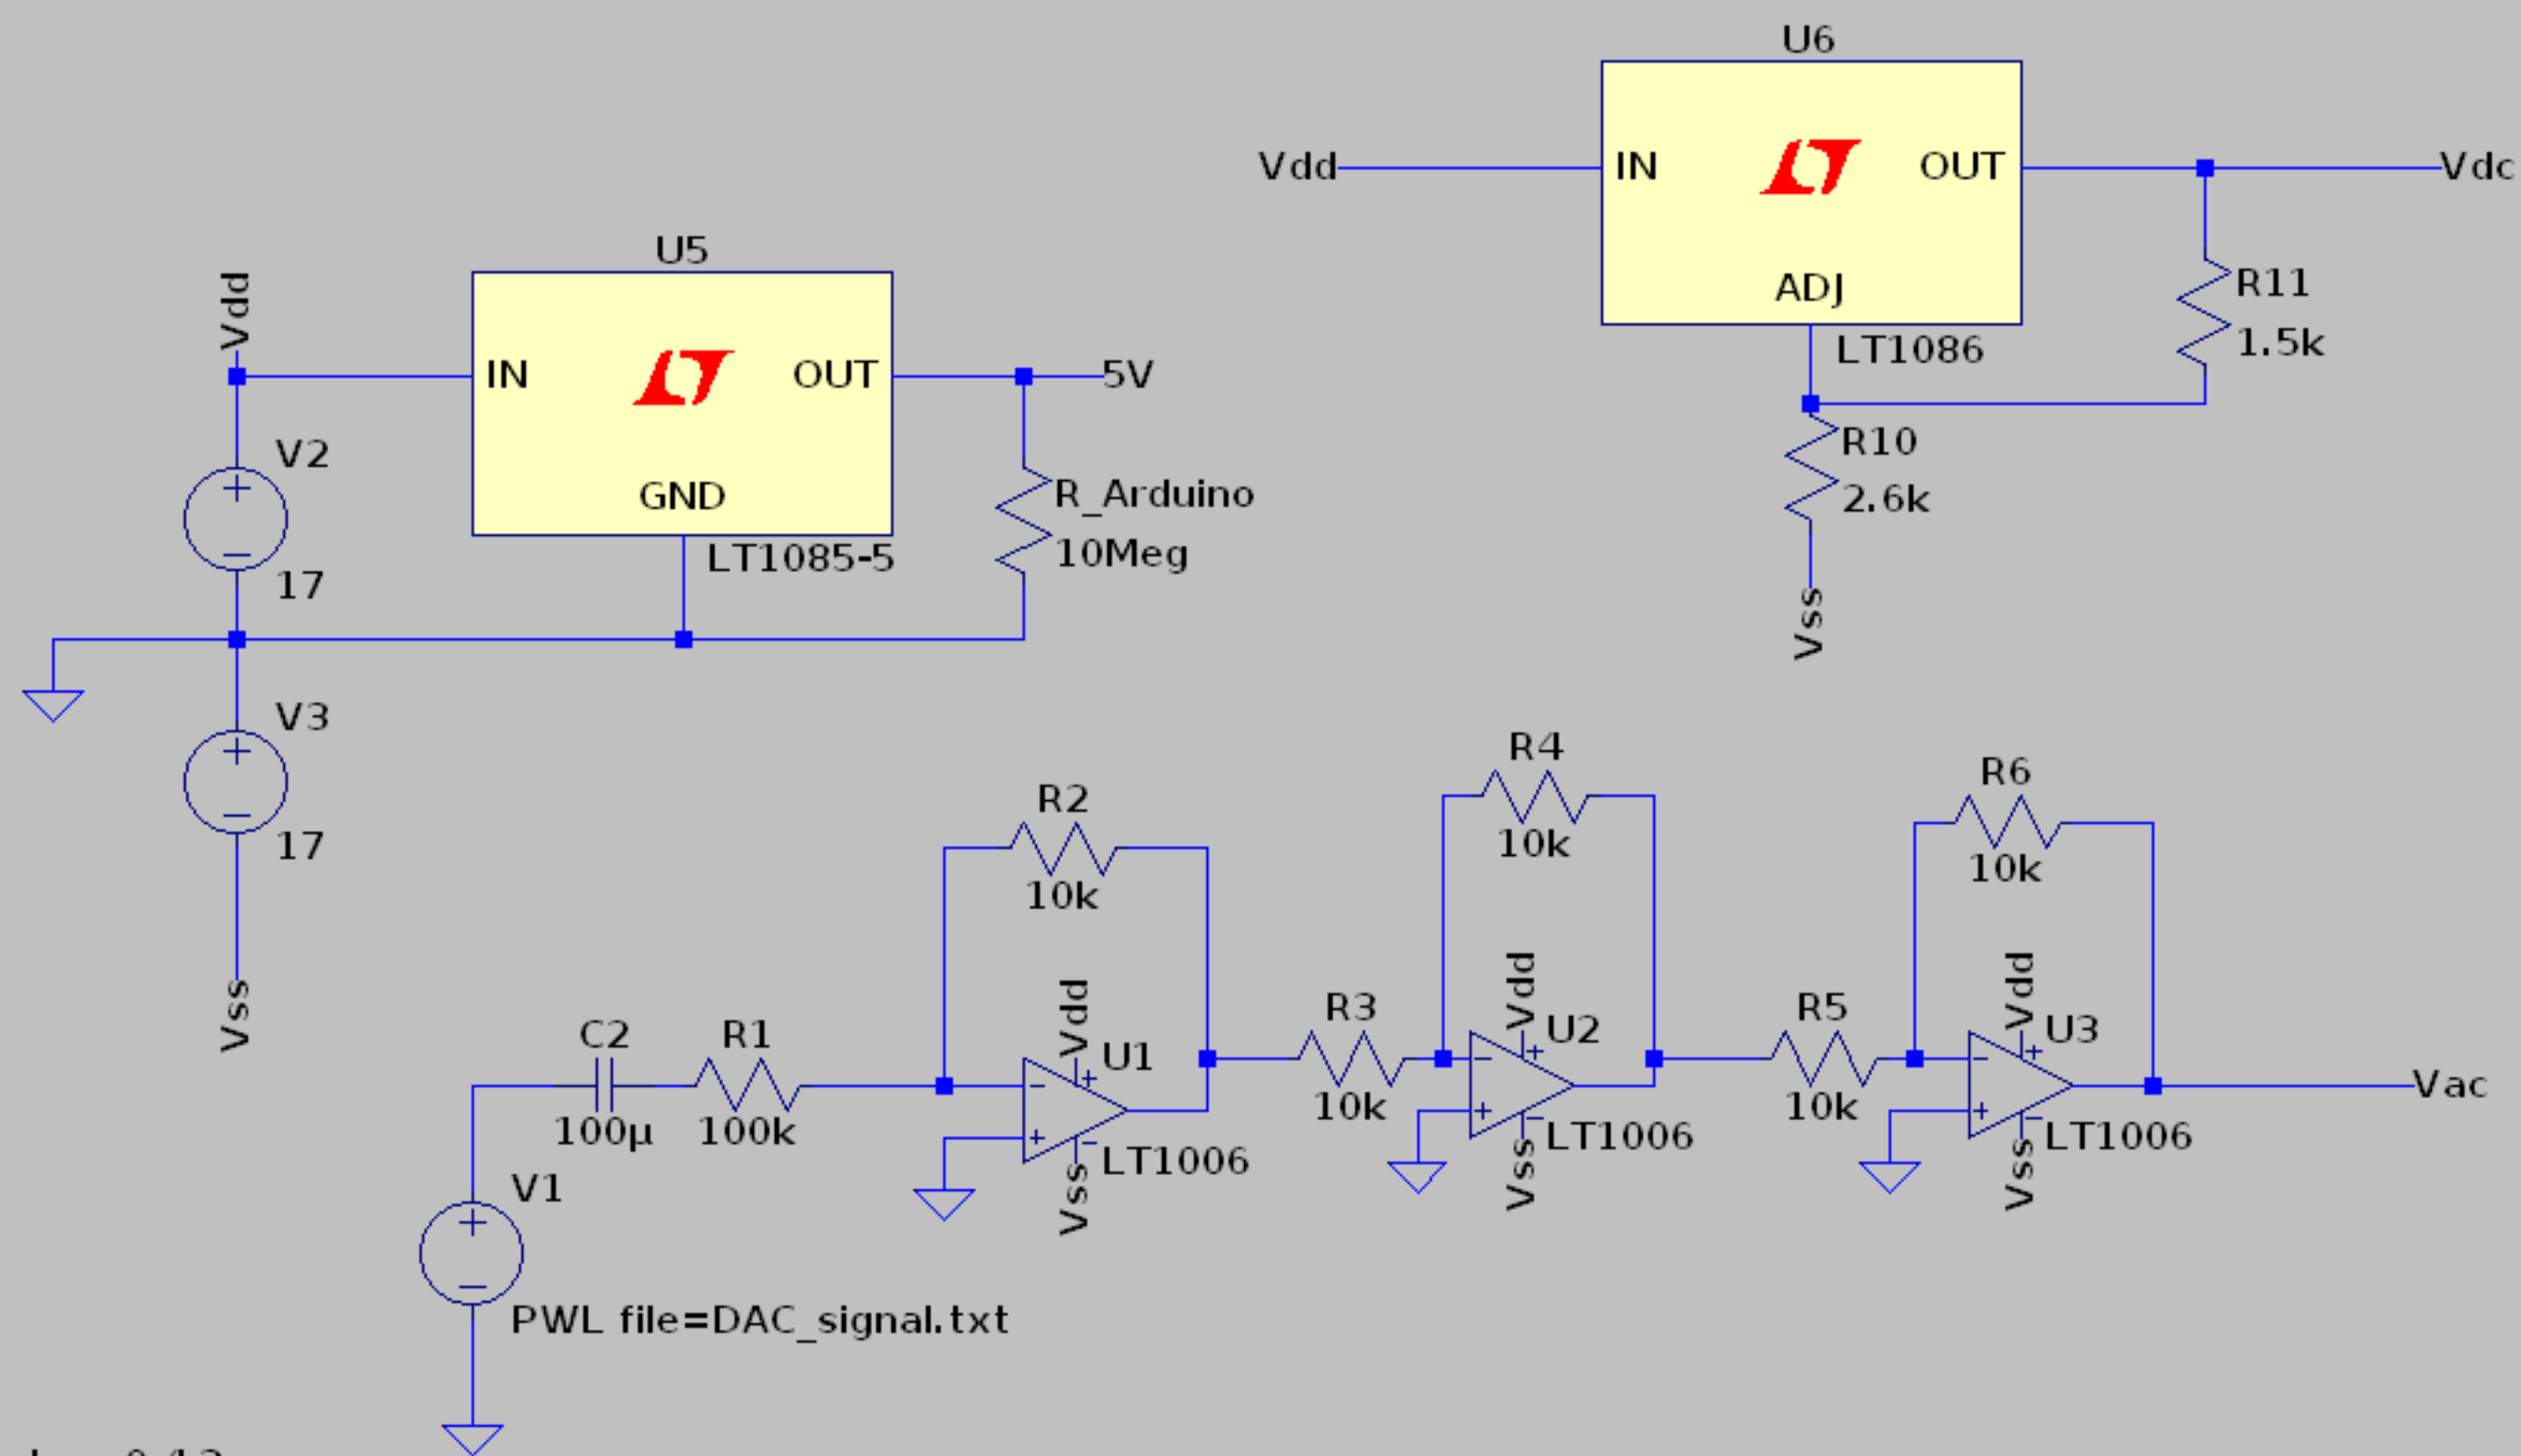 U6
Vdd
IN
OUT
Vdc
ADJ
LT1086
R11
1.5k
R10
2.6k
Vss
U5
Vdd
IN
OUT
5V
GND
LT1085-5
R_Arduino
10Meg
V2
+
−
17
V3
+
−
17
Vss
C2
100µ
R1
100k
R2
10k
Vdd
U1
−
+
+
−
LT1006
Vss
R3
10k
R4
10k
Vdd
U2
−
+
+
−
LT1006
Vss
R5
10k
R6
10k
Vdd
U3
−
+
+
−
LT1006
Vss
Vac
V1
+
−
PWL file=DAC_signal.txt